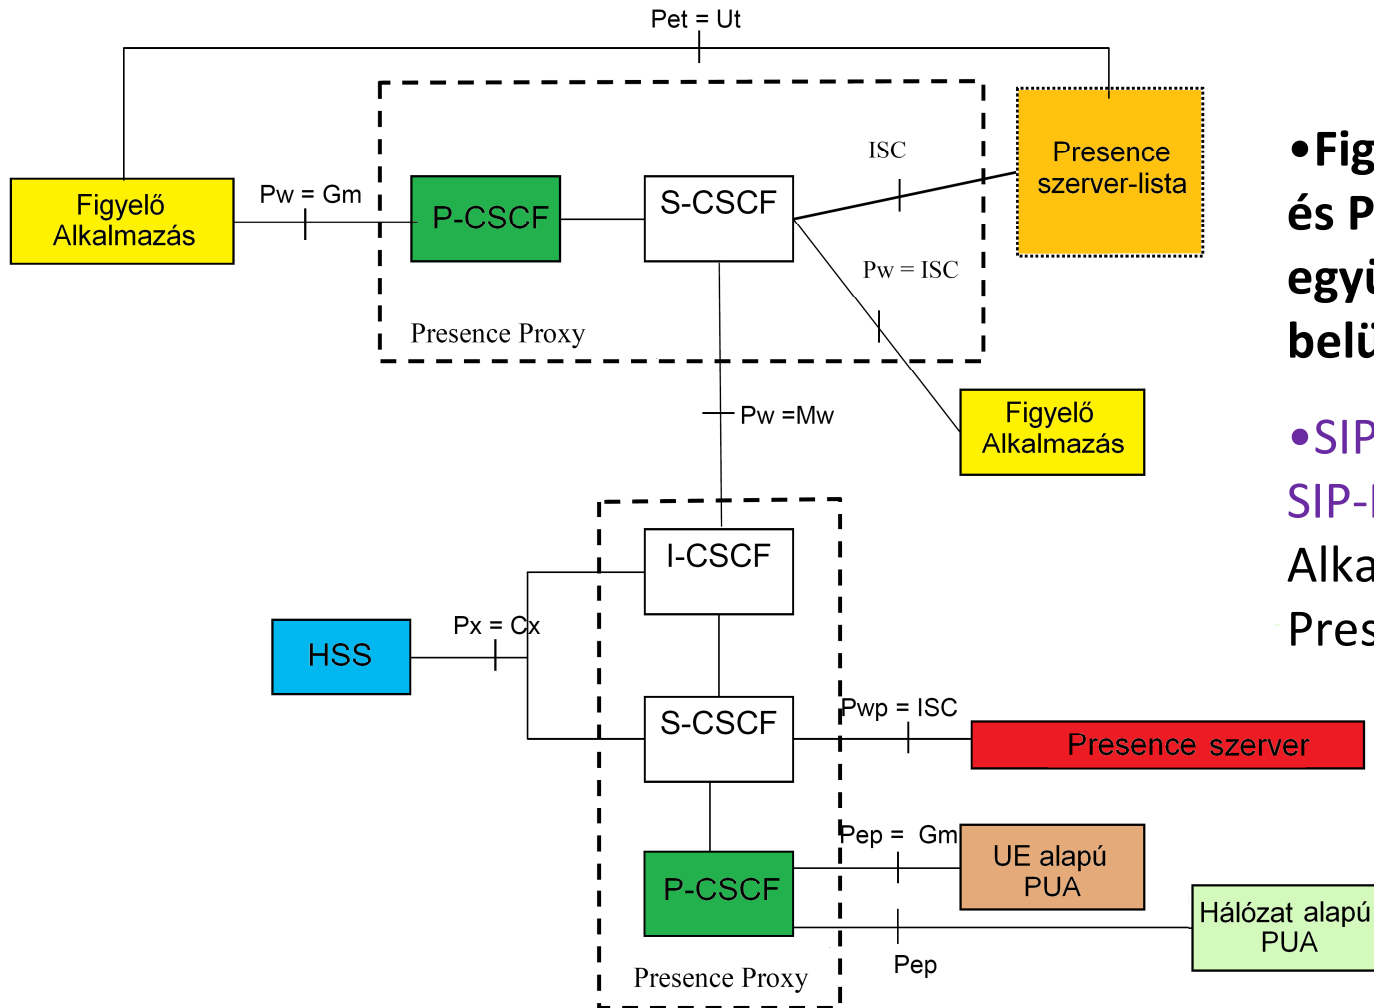 Pet = Ut
Figyelő
Alkalmazás
Pw = Gm
P-CSCF
S-CSCF
ISC
Presence
szerver-lista
Pw = ISC
Presence Proxy
Figyelő
Alkalmazás
Pw =Mw
•Fig
és P
együ
belü
•SIP
SIP-
Alka
Pres
I-CSCF
HSS
Px = Cx
S-CSCF
Pwp = ISC
Presence szerver
P-CSCF
Pep = Gm
UE alapú
PUA
Pep
Hálózat alapú
PUA
Presence Proxy